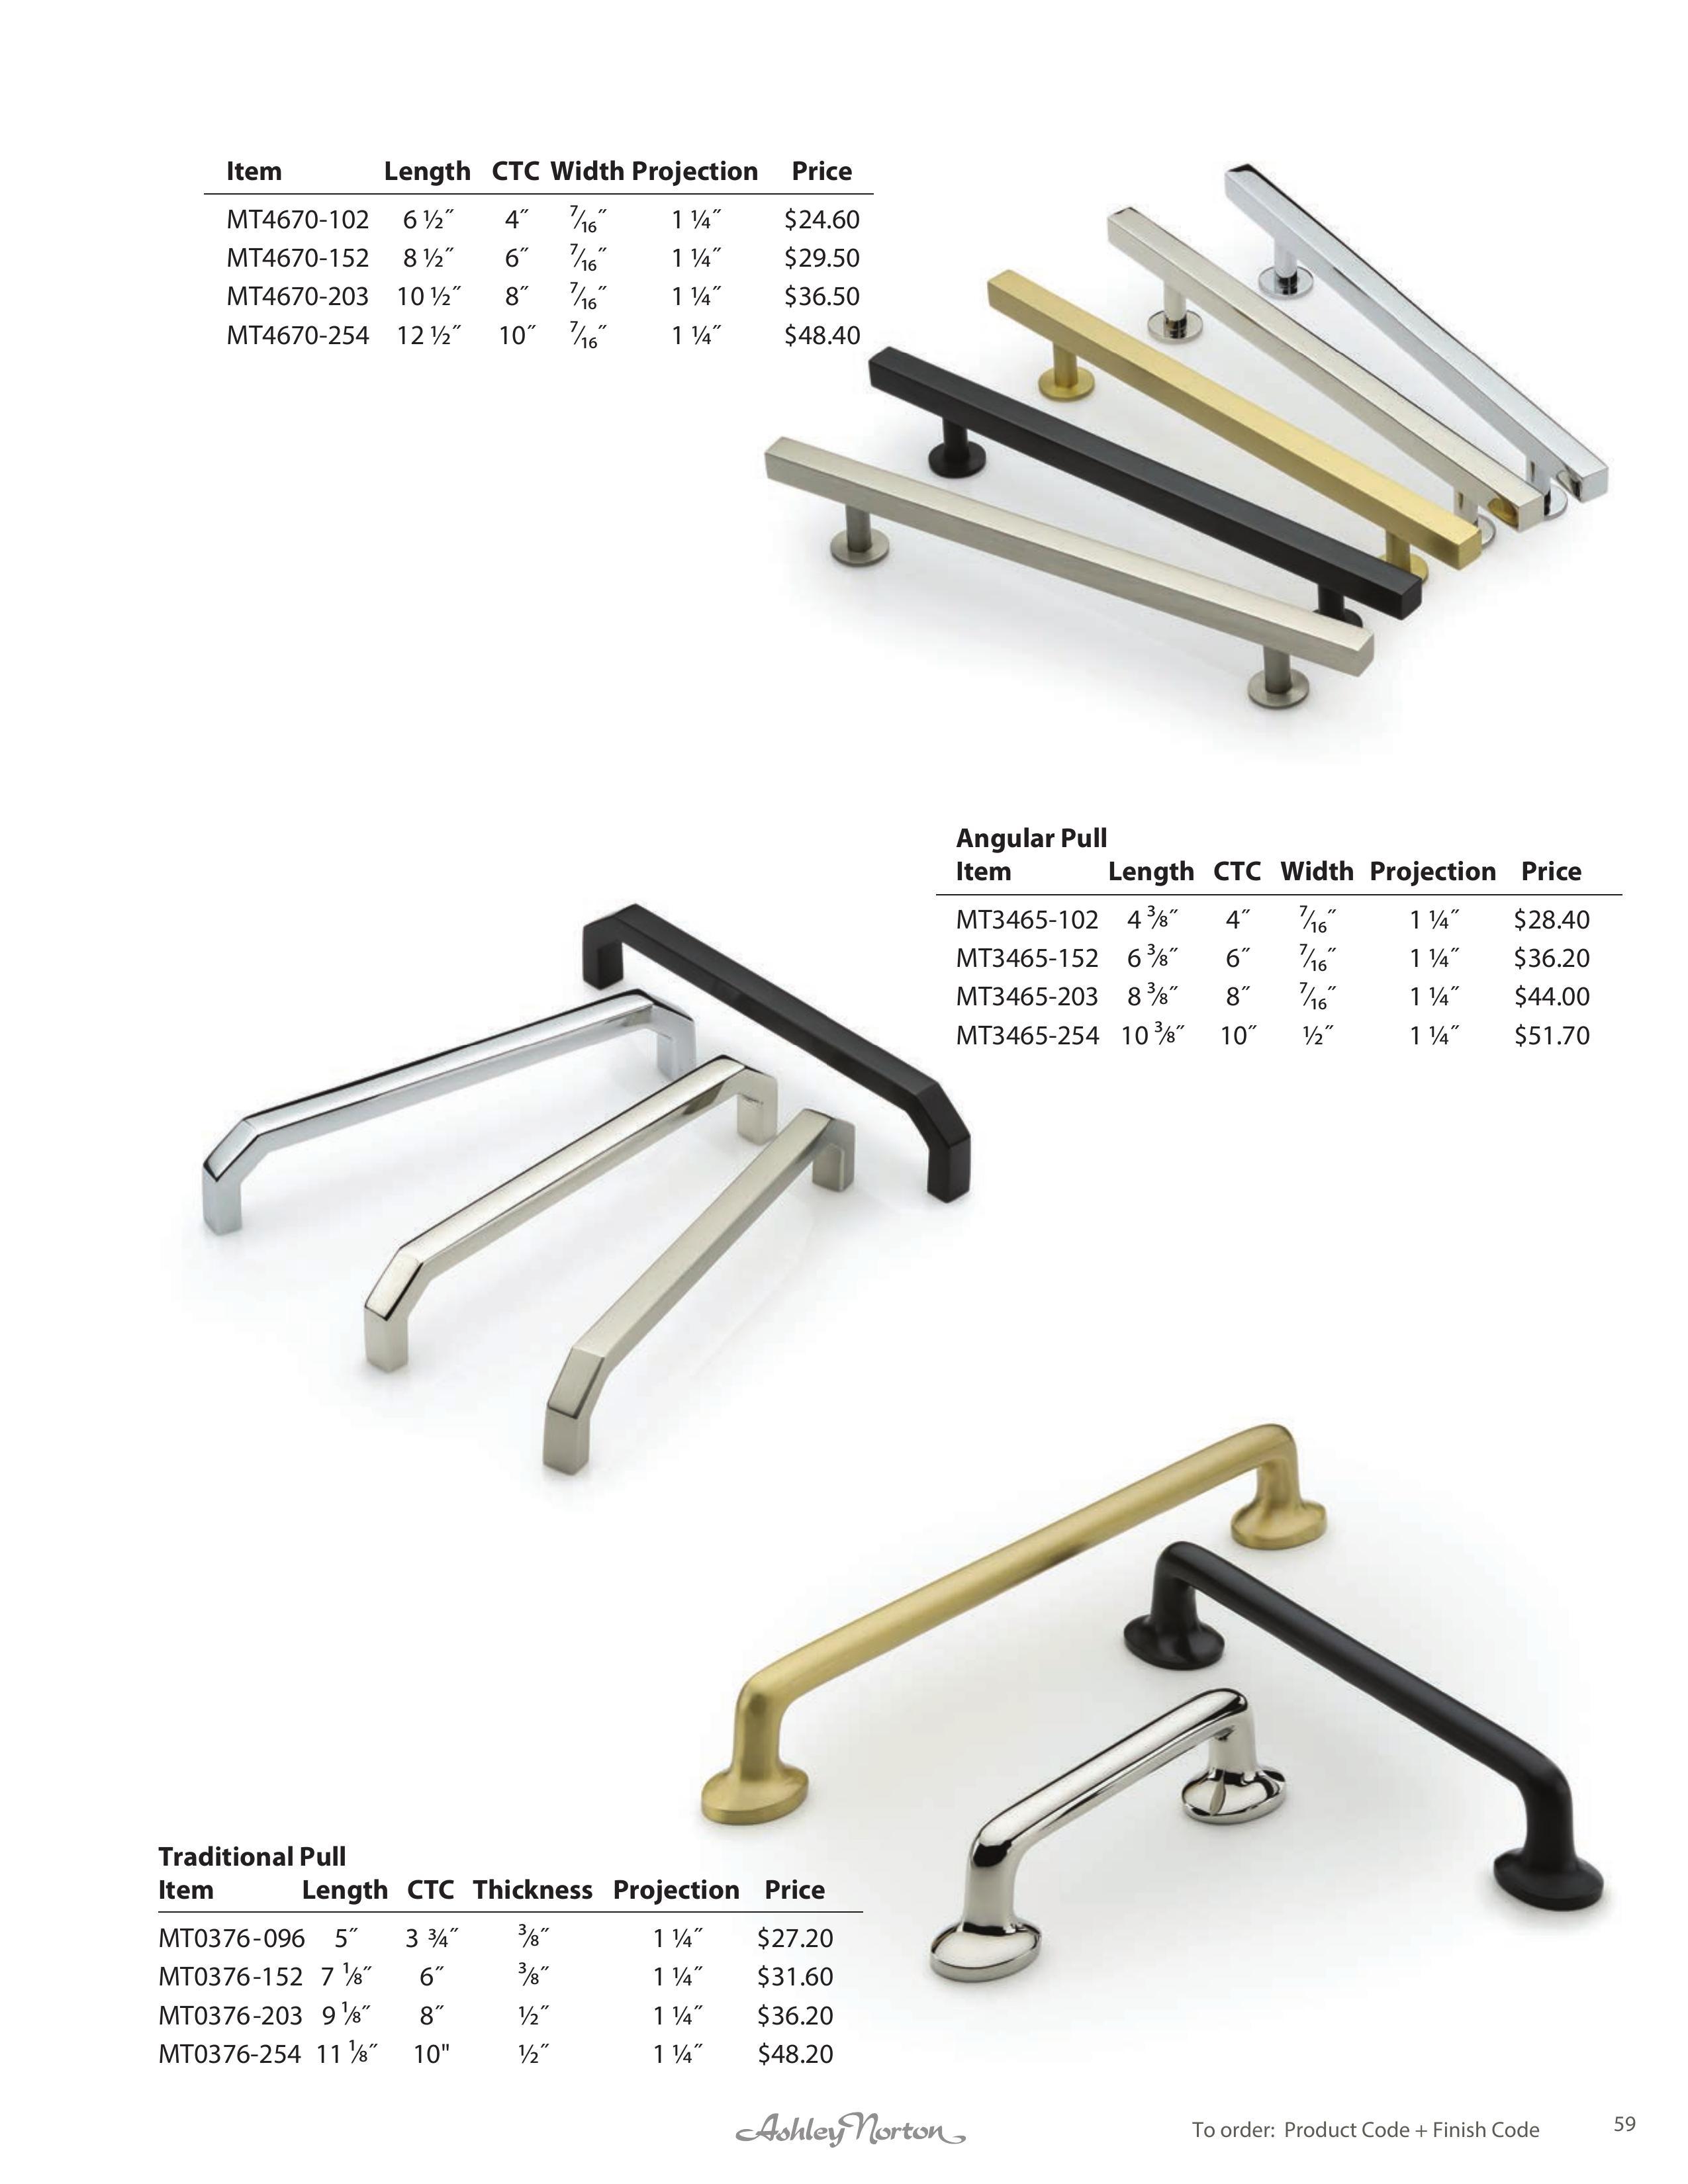 Item Length CTC Width Projection Price
MT4670-102 6 ½″ 4″ ⁷⁄₁₆″ 1 ¼″ $24.60
MT4670-152 8 ½″ 6″ ⁷⁄₁₆″ 1 ¼″ $29.50
MT4670-203 10 ½″ 8″ ⁷⁄₁₆″ 1 ¼″ $36.50
MT4670-254 12 ½″ 10″ ⁷⁄₁₆″ 1 ¼″ $48.40
Angular Pull
Item Length CTC Width Projection Price
MT3465-102 4 ⅜″ 4″ ⁷⁄₁₆″ 1 ¼″ $28.40
MT3465-152 6 ⅜″ 6″ ⁷⁄₁₆″ 1 ¼″ $36.20
MT3465-203 8 ⅜″ 8″ ⁷⁄₁₆″ 1 ¼″ $44.00
MT3465-254 10 ⅜″ 10″ ½″ 1 ¼″ $51.70
Traditional Pull
Item Length CTC Thickness Projection Price
MT0376-096 5″ 3 ¾″ ⅜″ 1 ¼″ $27.20
MT0376-152 7 ⅛″ 6″ ⅜″ 1 ¼″ $31.60
MT0376-203 9 ⅛″ 8″ ½″ 1 ¼″ $36.20
MT0376-254 11 ⅛″ 10" ½″ 1 ¼″ $48.20
Ashley Norton
To order: Product Code + Finish Code
59